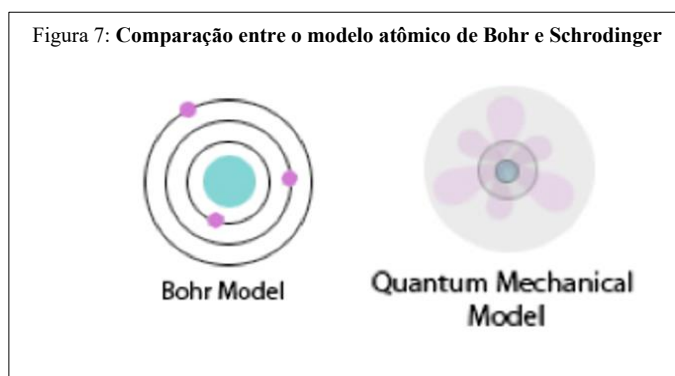 Figura 7: Comparação entre o modelo atômico de Bohr e Schrodinger
Bohr Model
Quantum Mechanical
Model